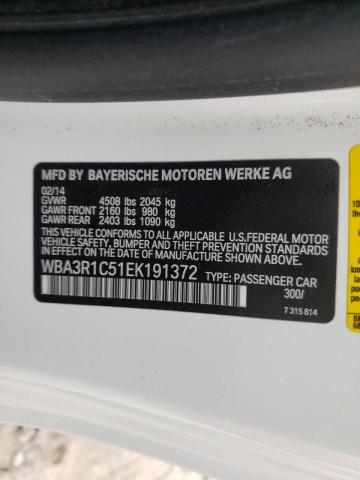 MFD BY BAYERISCHE MOTOREN WERKE AG
02/14
GVWR 4508 lbs 2045 kg
GAWR FRONT 2160 lbs 980 kg
GAWR REAR 2403 lbs 1090 kg
THIS VEHICLE CONFORMS TO ALL APPLICABLE U.S.FEDERAL MOTOR
VEHICLE SAFETY, BUMPER, AND THEFT PREVENTION STANDARDS
IN EFFECT ON THE DATE OF MANUFACTURE SHOWN ABOVE.
WBA3R1C51EK191372 TYPE: PASSENGER CAR
300/
7 315 814